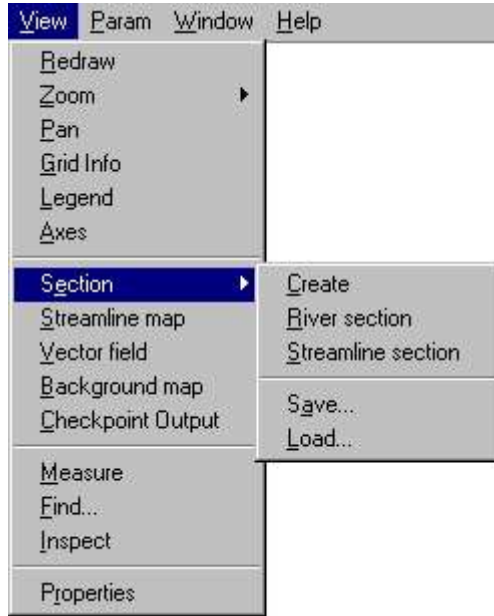 View Param Window Help
Redraw
Zoom
Pan
Grid Info
Legend
Axes
Section
Streamline map
Vector field
Background map
Checkpoint Output
Measure
Find...
Inspect
Properties
Create
River section
Streamline section
Save...
Load...